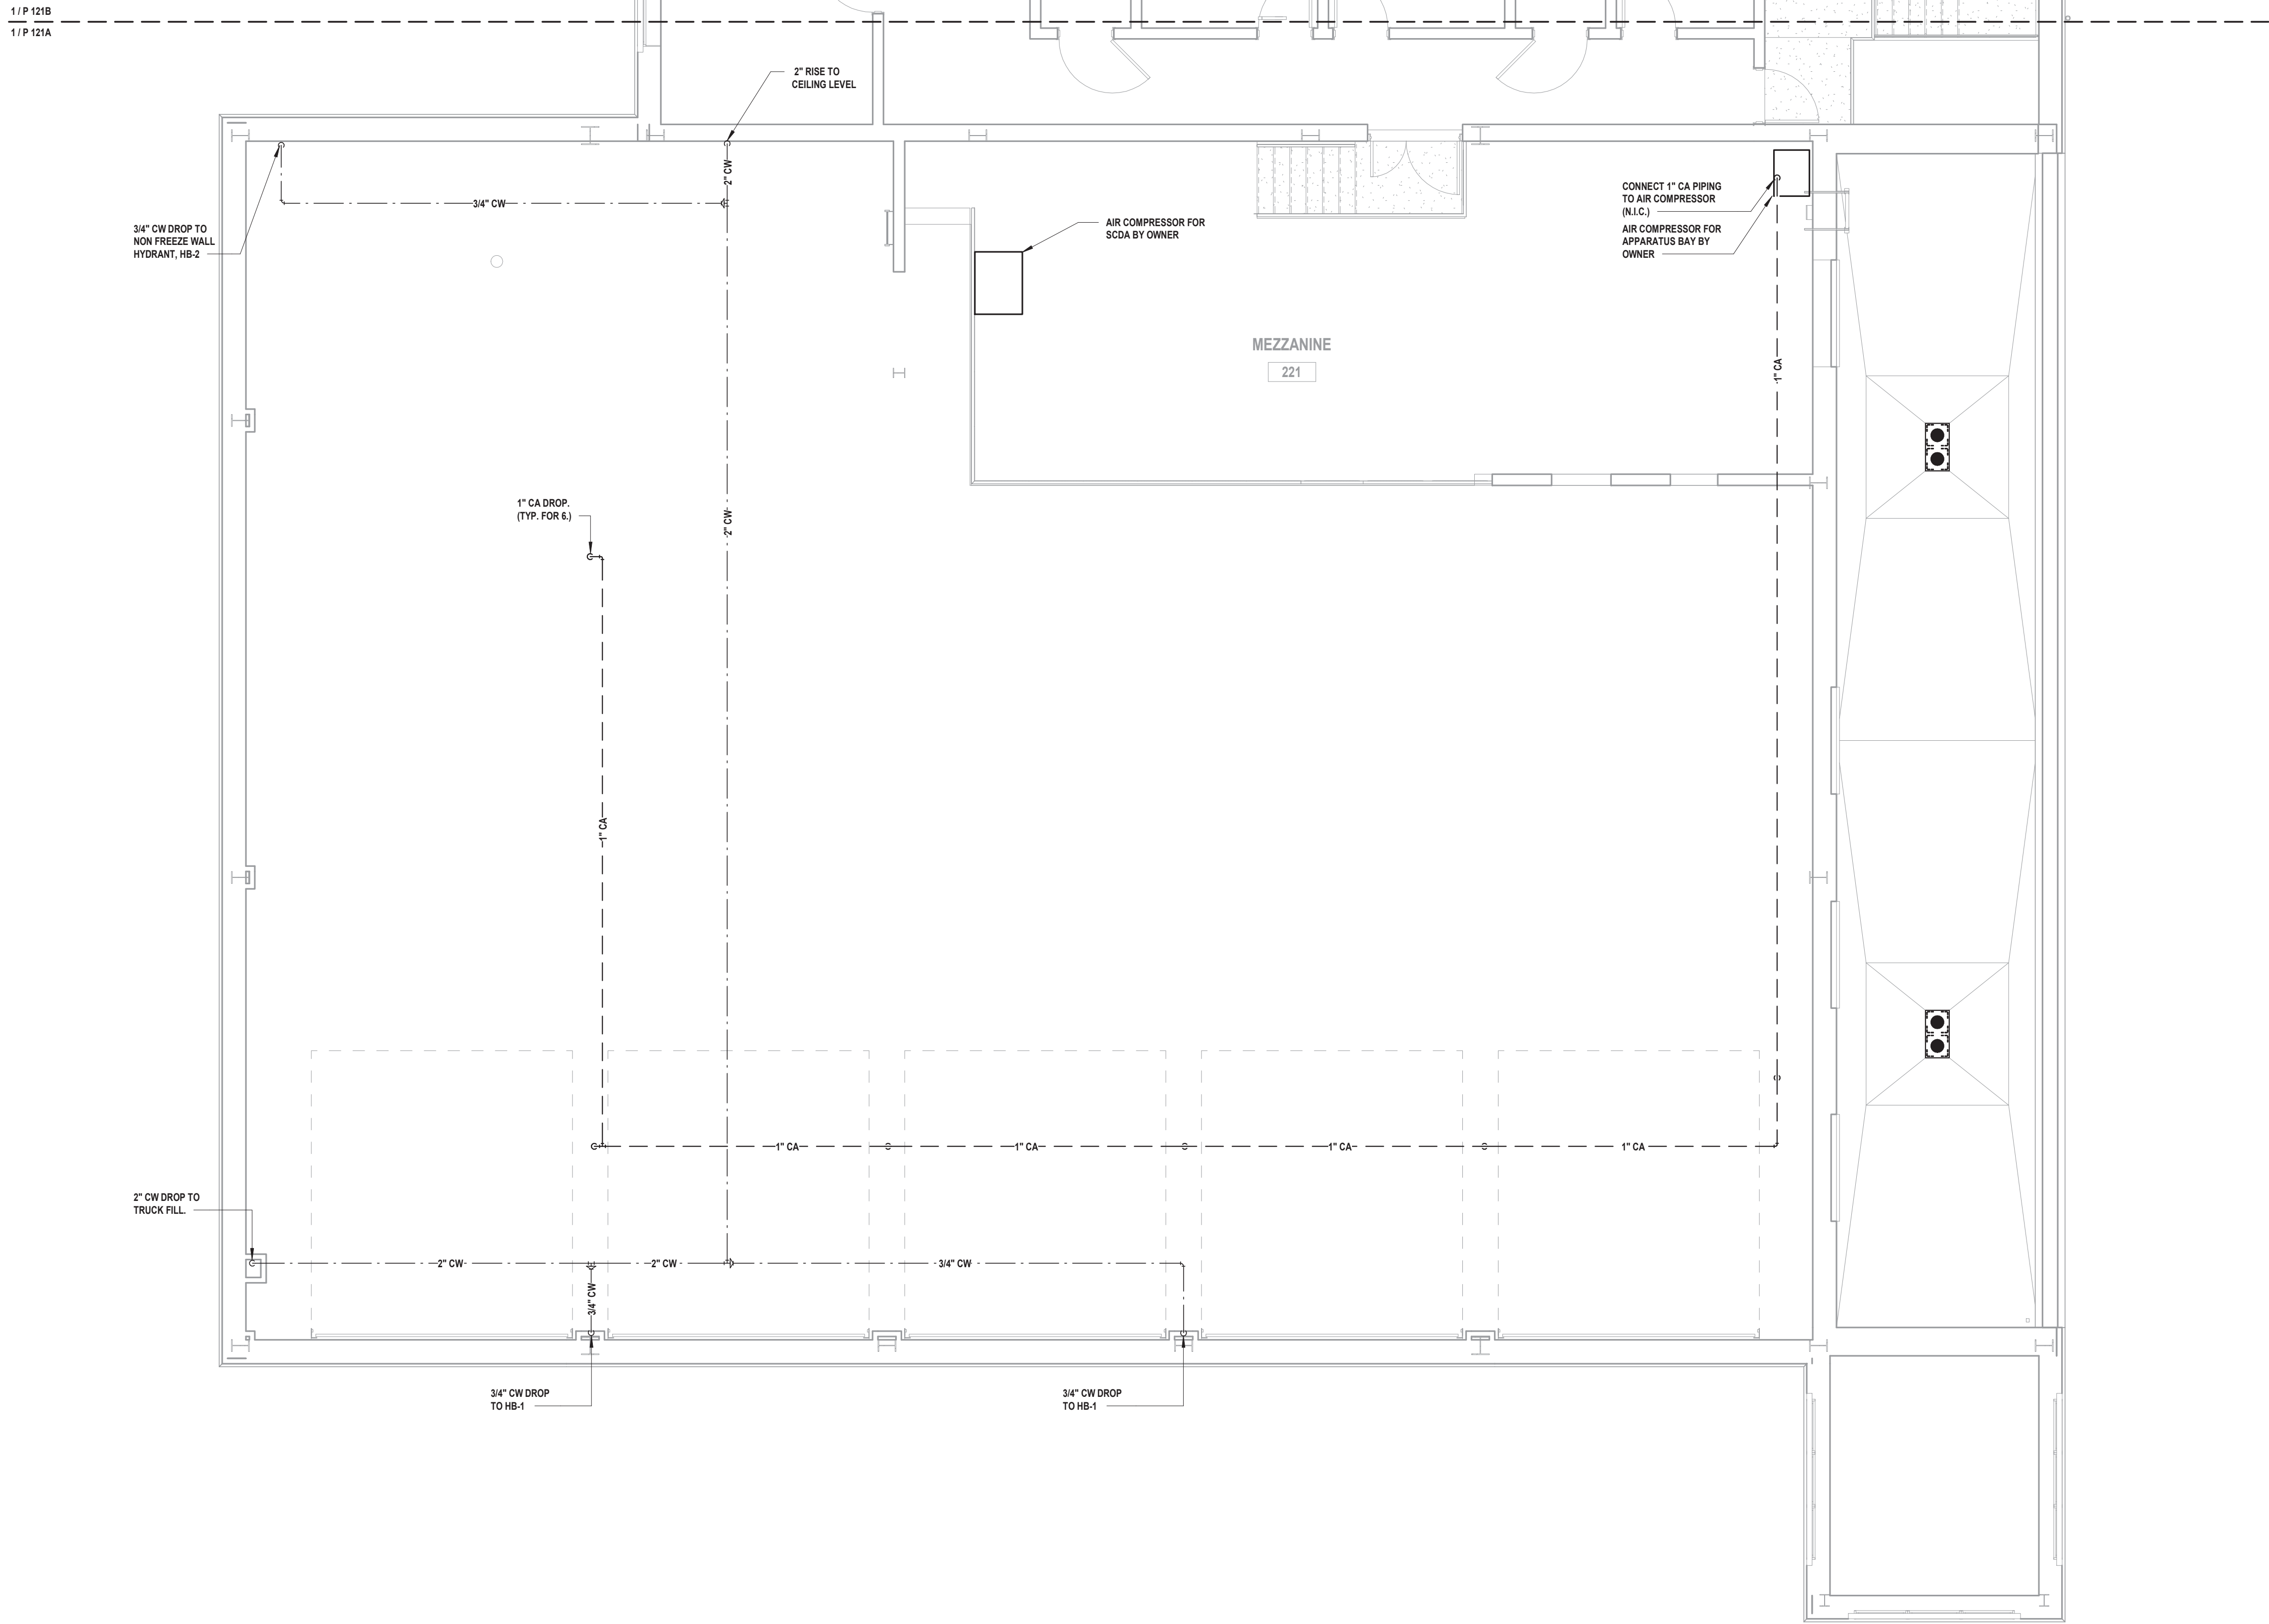 1 / P 121B
1 / P 121A
2" RISE TO
CEILING LEVEL
2" CW
3/4" CW
3/4" CW DROP TO
NON FREEZE WALL
HYDRANT, HB-2
AIR COMPRESSOR FOR
SCDA BY OWNER
CONNECT 1" CA PIPING
TO AIR COMPRESSOR
(N.I.C.)
AIR COMPRESSOR FOR
APPARATUS BAY BY
OWNER
MEZZANINE
221
1" CA
1" CA DROP.
(TYP. FOR 6.)
2" CW
1" CA
1" CA
1" CA
1" CA
1" CA
2" CW DROP TO
TRUCK FILL.
2" CW
2" CW
3/4" CW
3/4" CW
3/4" CW DROP
TO HB-1
3/4" CW DROP
TO HB-1